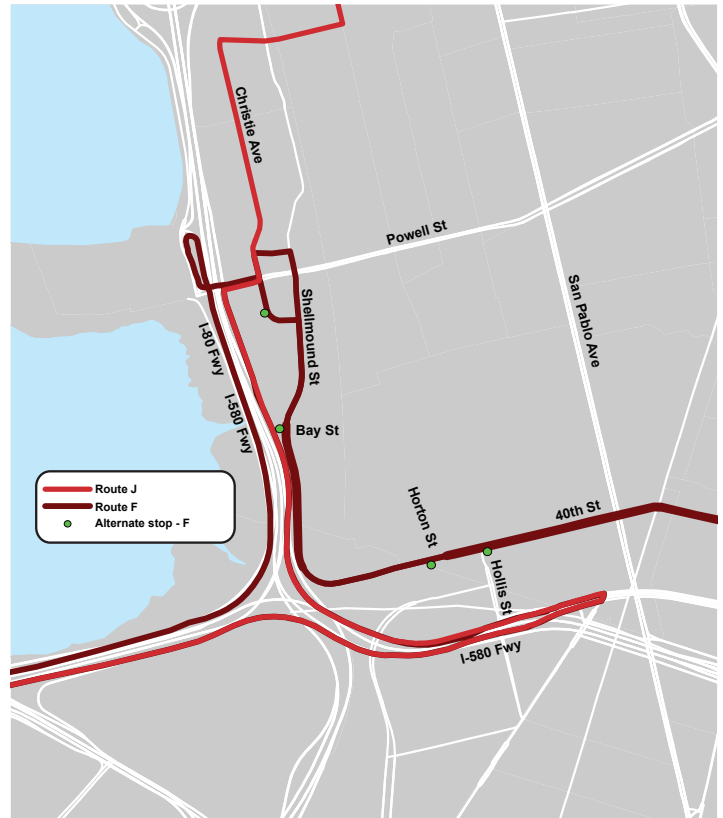 Christie Ave
Powell St
San Pablo Ave
Shellmound St
I-80 Fwy
I-580 Fwy
Bay St
Route J
Route F
Alternate stop - F
Horton St
40th St
Hollis St
I-580 Fwy